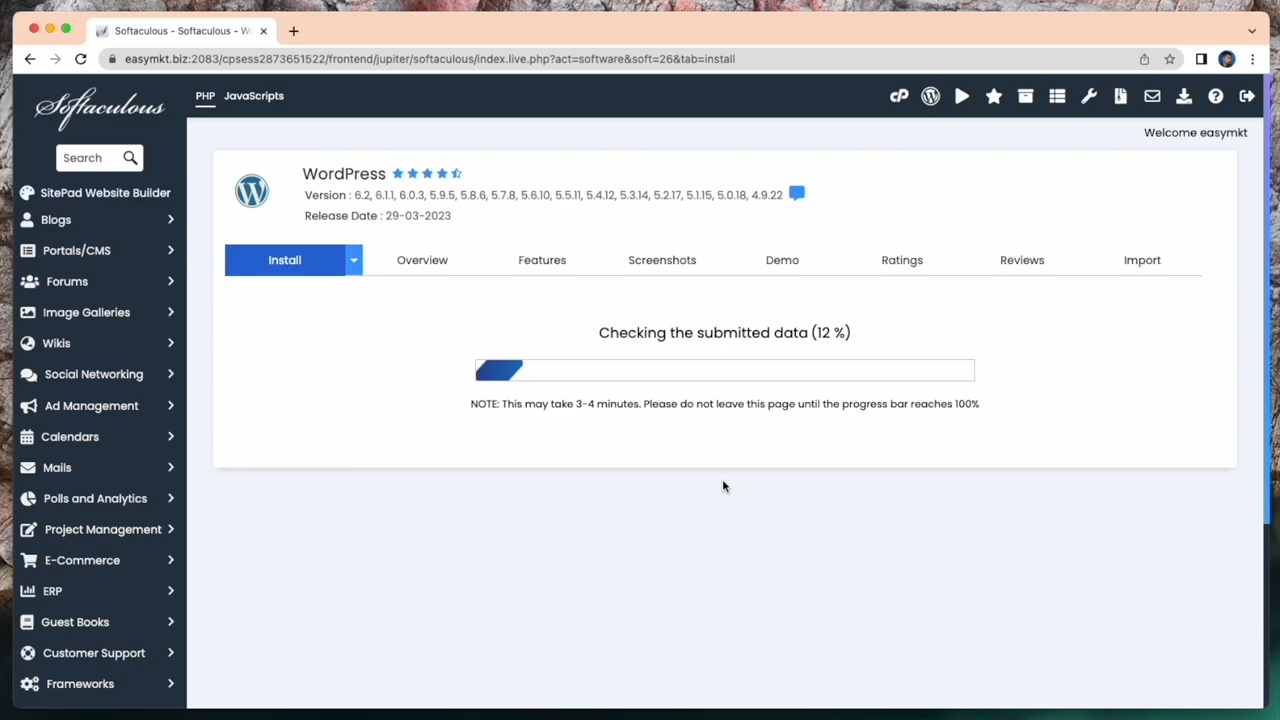 Softaculous - Softaculous - Wo
easymkt.biz:2083/cpsess2873651522/frontend/jupiter/softaculous/index.live.php?act=software&soft=26&tab=install
Softaculous
PHP JavaScripts
cP
Welcome easymkt
Search
SitePad Website Builder
Blogs
Portals/CMS
Forums
Image Galleries
Wikis
Social Networking
Ad Management
Calendars
Mails
Polls and Analytics
Project Management
E-Commerce
ERP
Guest Books
Customer Support
Frameworks
WordPress
Version : 6.2, 6.1.1, 6.0.3, 5.9.5, 5.8.6, 5.7.8, 5.6.10, 5.5.11, 5.4.12, 5.3.14, 5.2.17, 5.1.15, 5.0.18, 4.9.22
Release Date : 29-03-2023
Install Overview Features Screenshots Demo Ratings Reviews Import
Checking the submitted data (12 %)
NOTE: This may take 3-4 minutes. Please do not leave this page until the progress bar reaches 100%